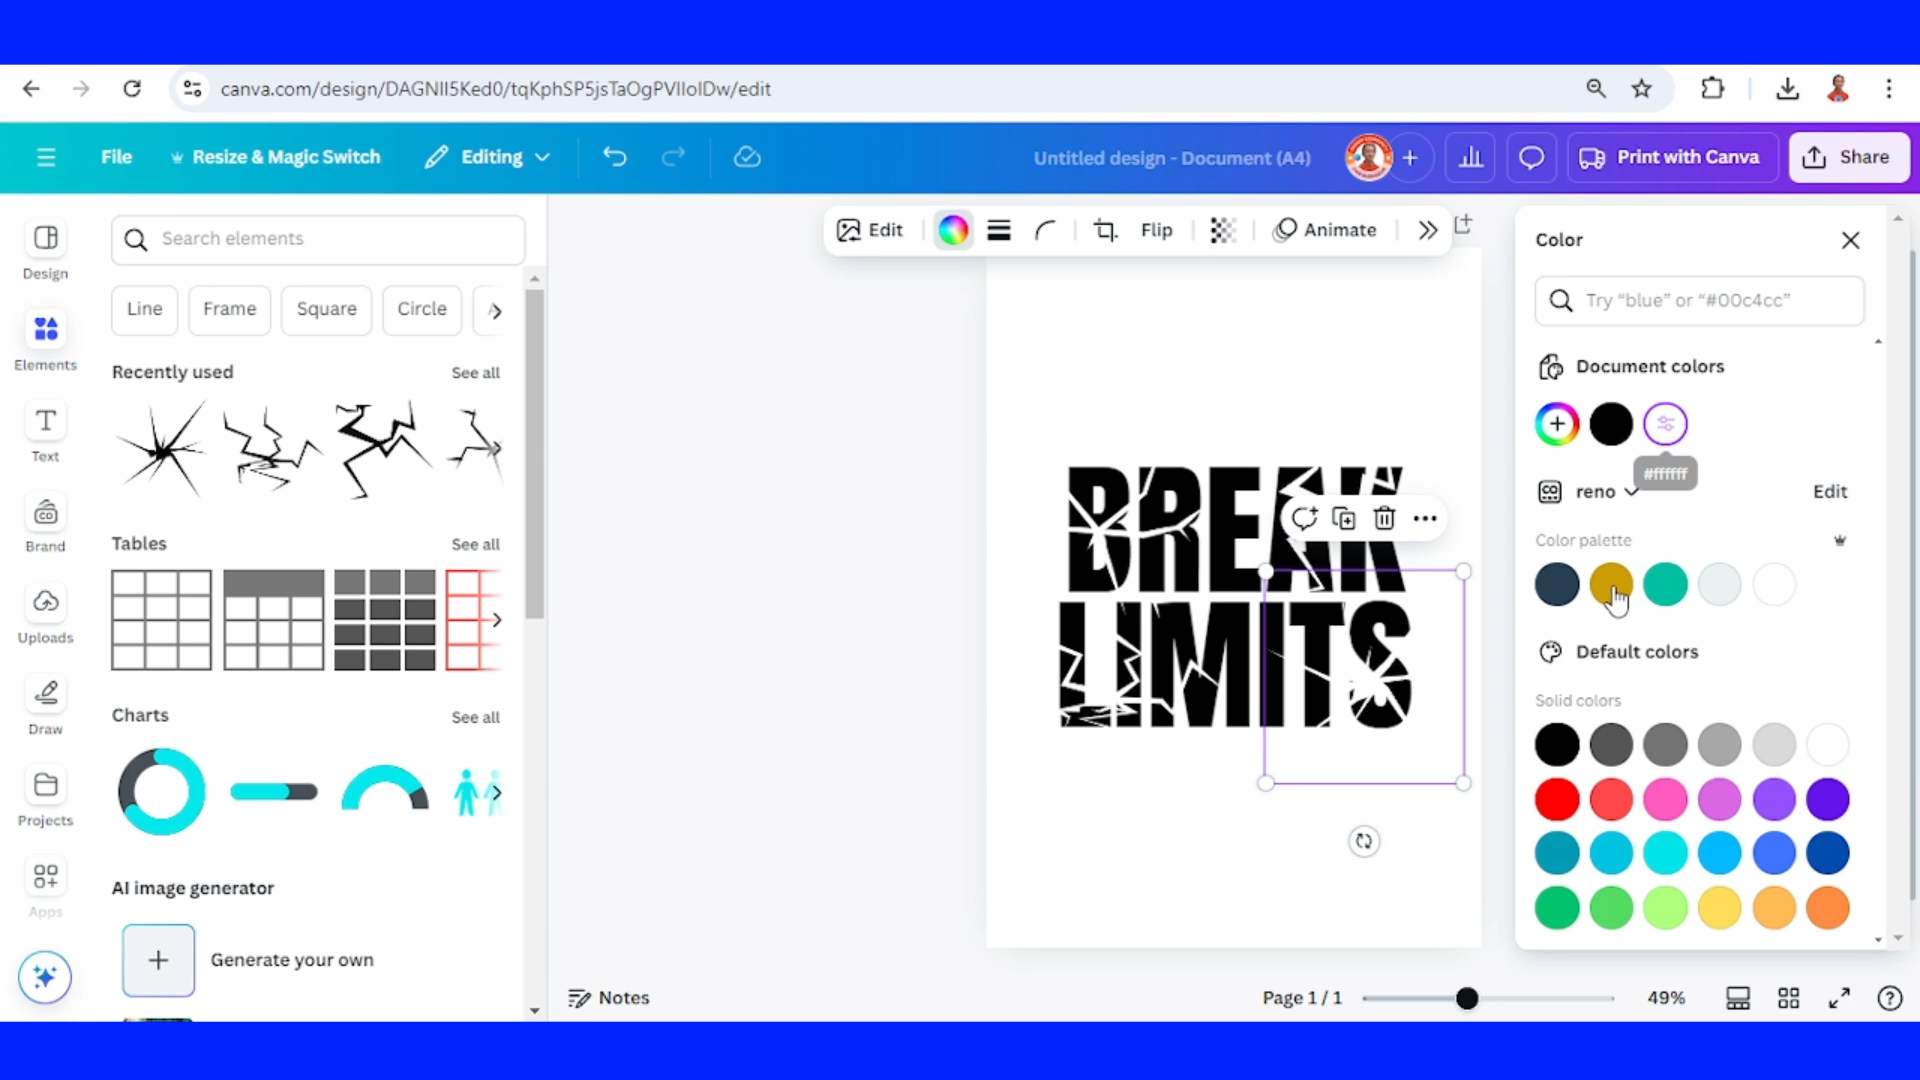 canva.com/design/DAGNII5Ked0/tqKphSP5jsTaOgPVIIoIDw/edit
File
Resize & Magic Switch
Editing
Untitled design - Document (A4)
Print with Canva
Share
Design
Elements
Text
Brand
Uploads
Draw
Projects
Apps
Search elements
Line
Frame
Square
Circle
Recently used
See all
Tables
See all
Charts
See all
AI image generator
Generate your own
Edit
Flip
Animate
BREAK
LIMITS
Notes
Page 1 / 1
49%
Color
Try “blue” or “#00c4cc”
Document colors
#ffffff
reno
Edit
Color palette
Default colors
Solid colors